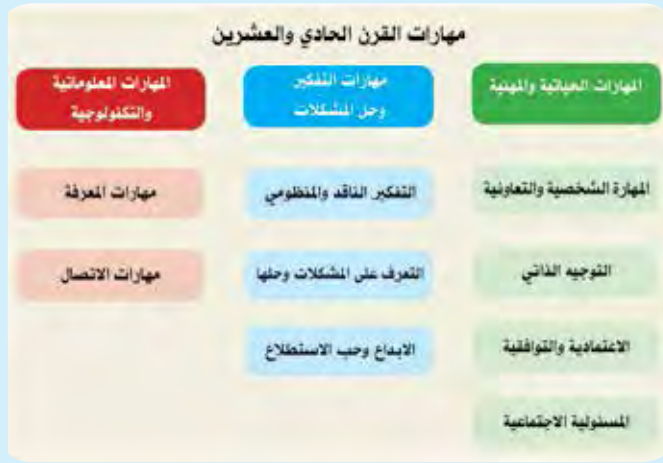 مهارات القرن الحادي والعشرين
المهارات الحياتية والمهنية
مهارات التفكير
وحل المشكلات
المهارات المعلوماتية
والتكنولوجية
المهارة الشخصية والتعاونية
التفكير الناقد والمنظومي
مهارات المعرفة
التوجيه الذاتي
التعرف على المشكلات وحلها
مهارات الاتصال
الاعتمادية والتوافقية
الابداع وحب الاستطلاع
المسئولية الاجتماعية